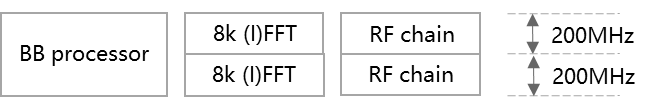 BB processor
8k (I)FFT
8k (I)FFT
RF chain
RF chain
200MHz
200MHz